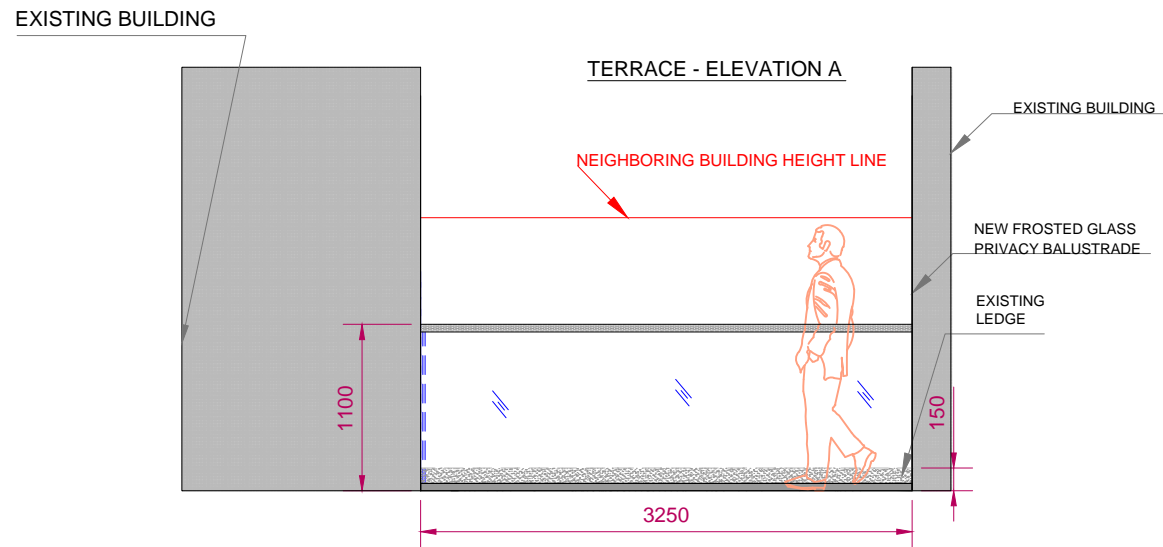 EXISTING BUILDING
TERRACE - ELEVATION A
EXISTING BUILDING
NEIGHBORING BUILDING HEIGHT LINE
NEW FROSTED GLASS
PRIVACY BALUSTRADE
EXISTING
LEDGE
1100
150
3250